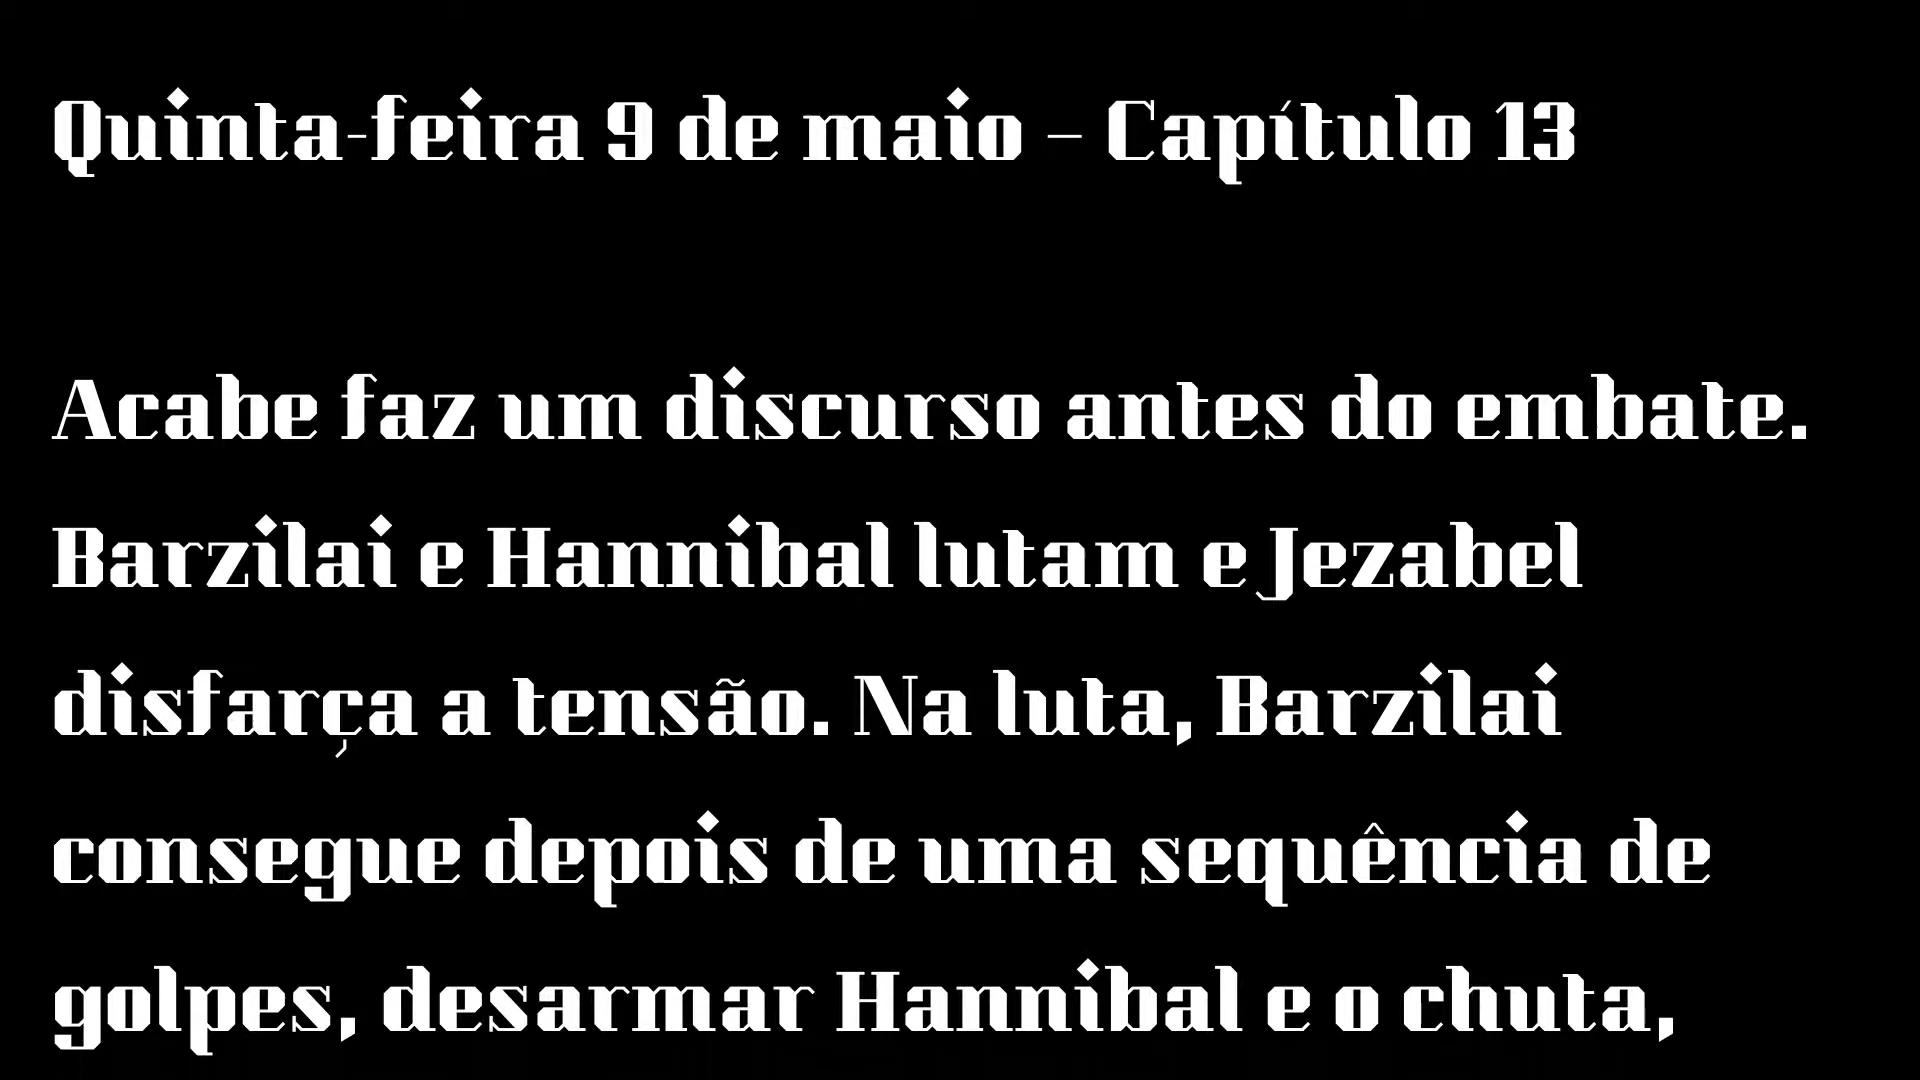 Quinta-feira 9 de maio – Capítulo 13
Acabe faz um discurso antes do embate.
Barzilai e Hannibal lutam e Jezabel
disfarça a tensão. Na luta, Barzilai
consegue depois de uma sequência de
golpes, desarmar Hannibal e o chuta,